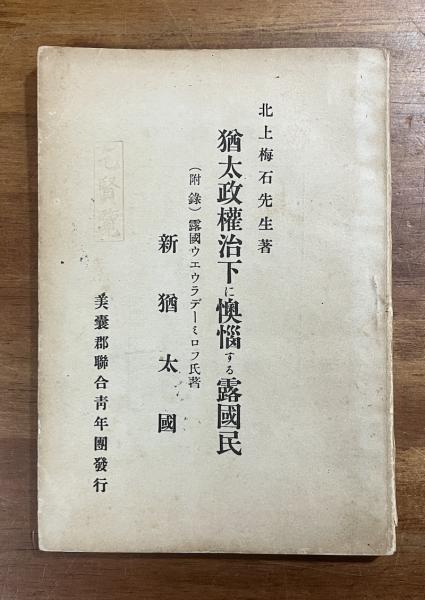 北上梅石先生著
猶太政權治下に懊惱する露國民
(附錄)露國ウエウラデーミロフ氏著
新猶太國
美囊郡聯合靑年團發行